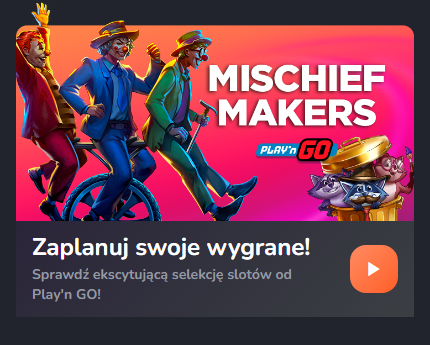 MISCHIEF
MAKERS
PLAY'n GO
Zaplanuj swoje wygrane!
Sprawdź ekscytującą selekcję slotów od
Play'n GO!